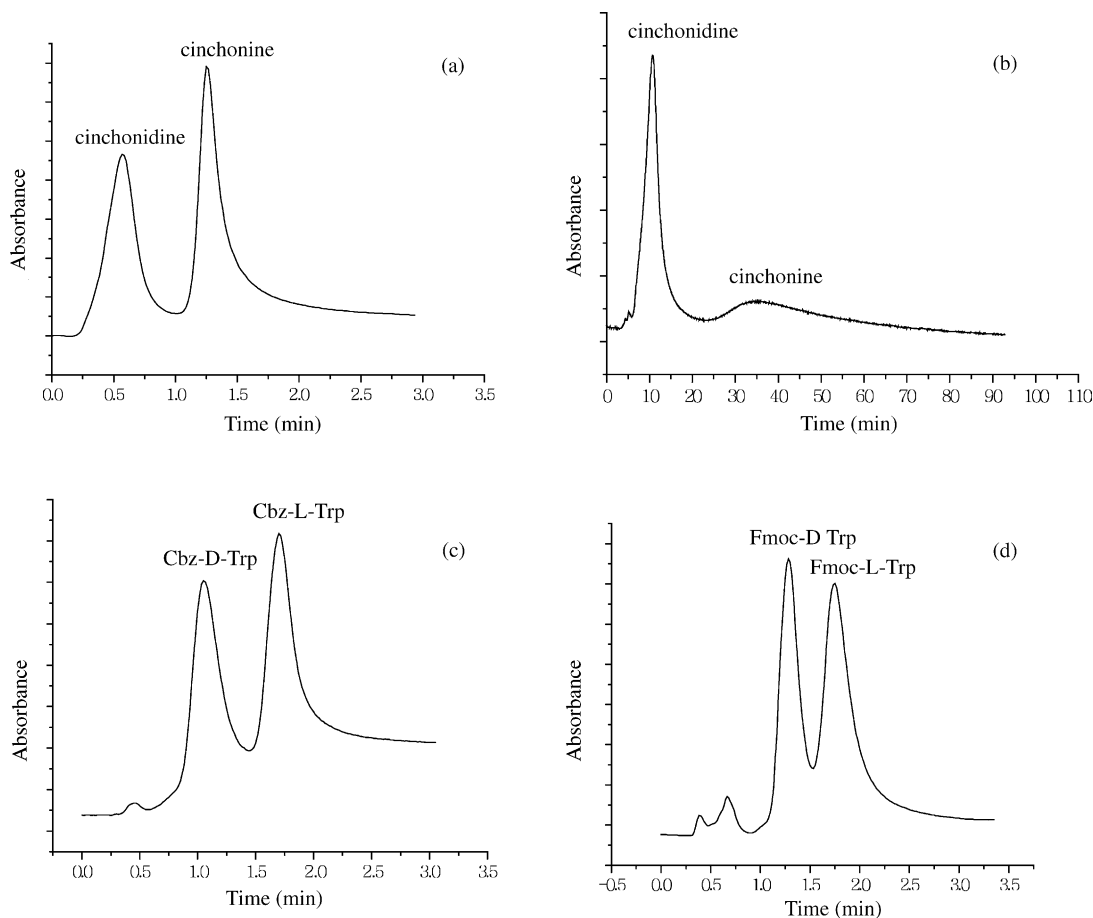 cinchonine
(a)
cinchonidine
Absorbance
0.0 0.5 1.0 1.5 2.0 2.5 3.0 3.5
Time (min)
cinchonidine
(b)
cinchonine
Absorbance
0 10 20 30 40 50 60 70 80 90 100 110
Time (min)
Cbz-L-Trp
(c)
Cbz-D-Trp
Absorbance
0.0 0.5 1.0 1.5 2.0 2.5 3.0 3.5
Time (min)
Fmoc-D Trp
(d)
Fmoc-L-Trp
Absorbance
-0.5 0.0 0.5 1.0 1.5 2.0 2.5 3.0 3.5
Time (min)